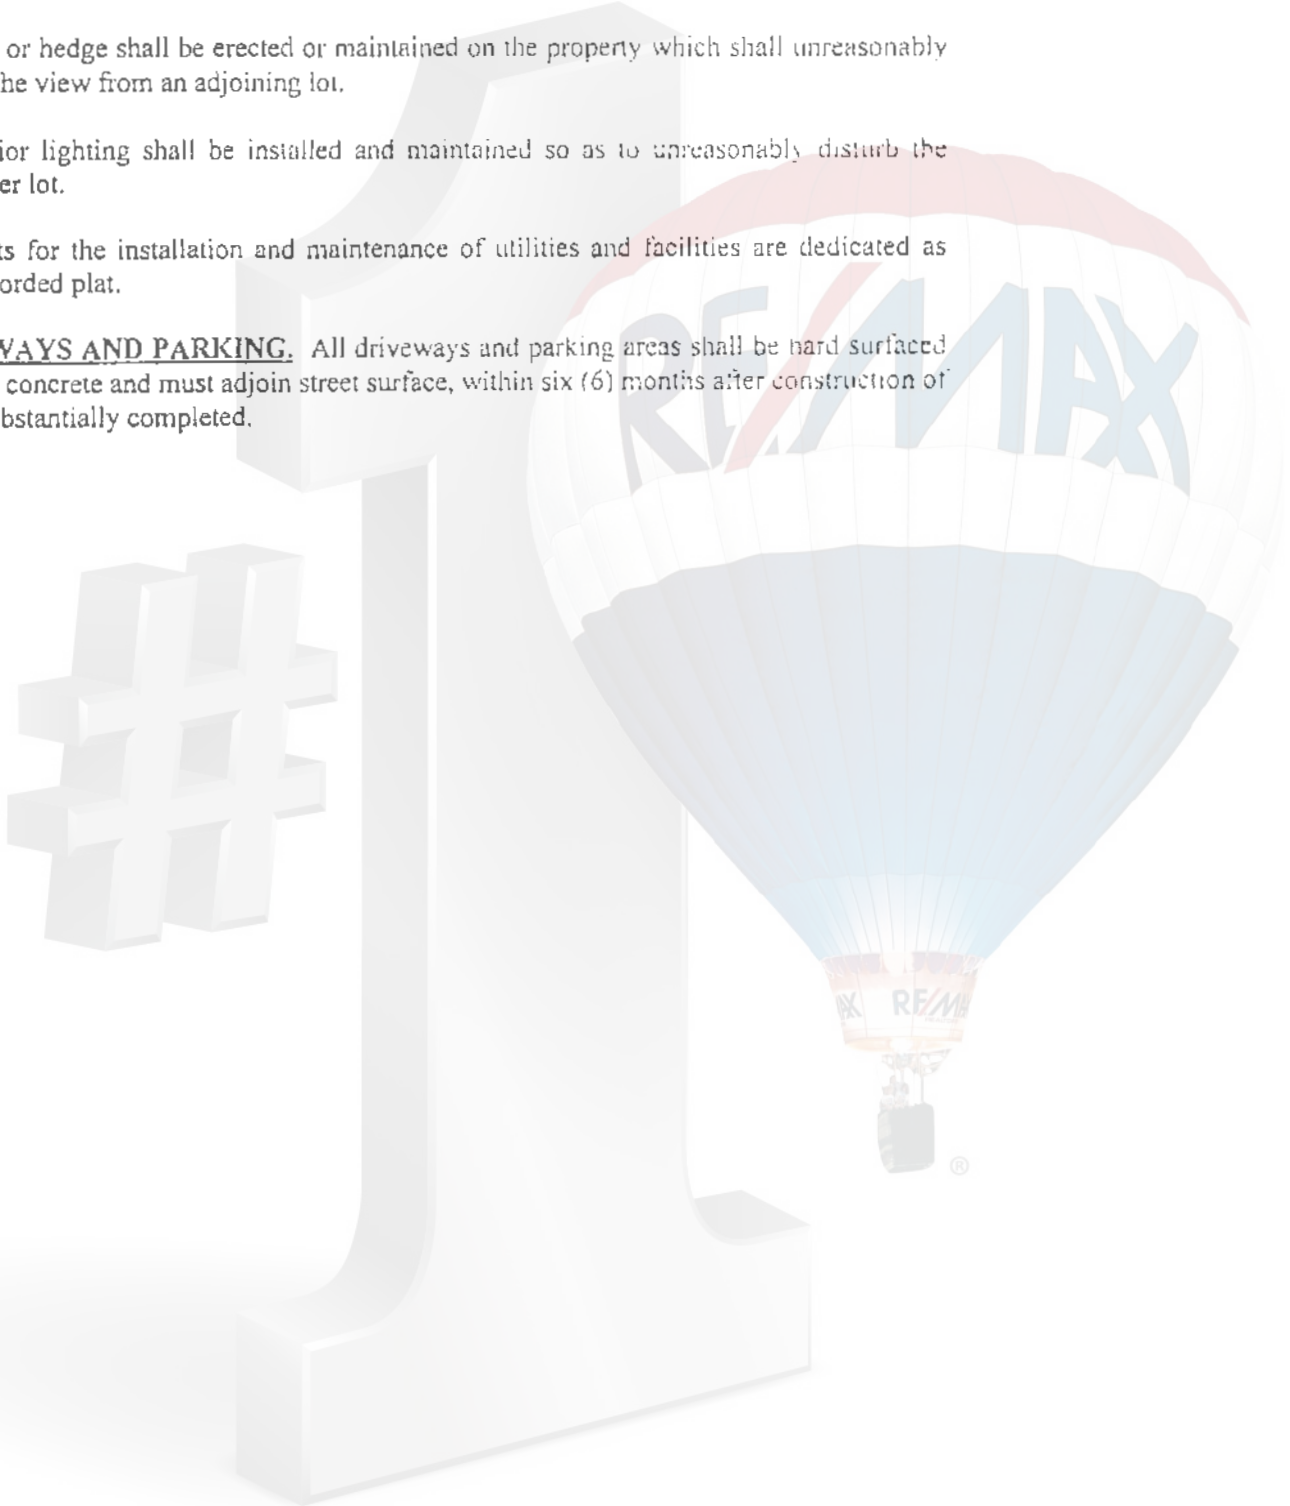 or hedge shall be erected or maintained on the property which shall unreasonably
he view from an adjoining lot.
ior lighting shall be installed and maintained so as to unreasonably disturb the
er lot.
ts for the installation and maintenance of utilities and facilities are dedicated as
orded plat.
WAYS AND PARKING. All driveways and parking areas shall be hard surfaced
concrete and must adjoin street surface, within six (6) months after construction of
bstantially completed.
RE/MAX
#1
AX RE/MA
®